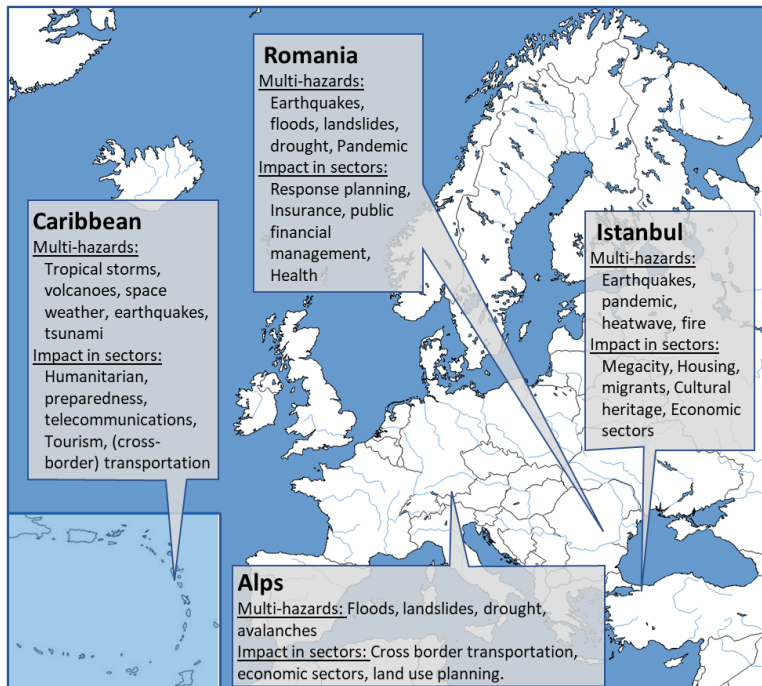 Romania
Multi-hazards:
Earthquakes,
floods, landslides,
drought, Pandemic
Impact in sectors:
Response planning,
Insurance, public
financial
management,
Health
Caribbean
Multi-hazards:
Tropical storms,
volcanoes, space
weather, earthquakes,
tsunami
Impact in sectors:
Humanitarian,
preparedness,
telecommunications,
Tourism, (cross-
border) transportation
Istanbul
Multi-hazards:
Earthquakes,
pandemic,
heatwave, fire
Impact in sectors:
Megacity, Housing,
migrants, Cultural
heritage, Economic
sectors
Alps
Multi-hazards: Floods, landslides, drought,
avalanches
Impact in sectors: Cross border transportation,
economic sectors, land use planning.